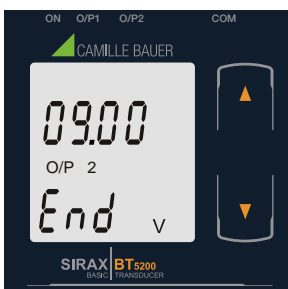 ON O/P1 O/P2 COM
CAMILLE BAUER
09.00
O/P 2
End V
SIRAX BT5200
BASIC TRANSDUCER